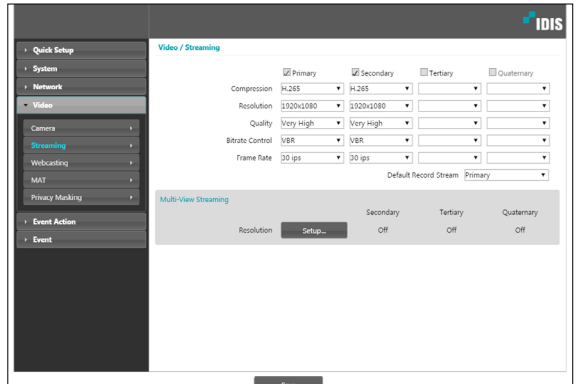 IDIS
Quick Setup
System
Network
Video
Camera
Streaming
Webcasting
MAT
Privacy Masking
Event Action
Event
Video / Streaming
Primary Secondary Tertiary Quaternary
Compression H.265 H.265
Resolution 1920x1080 1920x1080
Quality Very High Very High
Bitrate Control VBR VBR
Frame Rate 30 ips 30 ips
Default Record Stream Primary
Multi-View Streaming
Secondary Tertiary Quaternary
Resolution Setup... Off Off Off